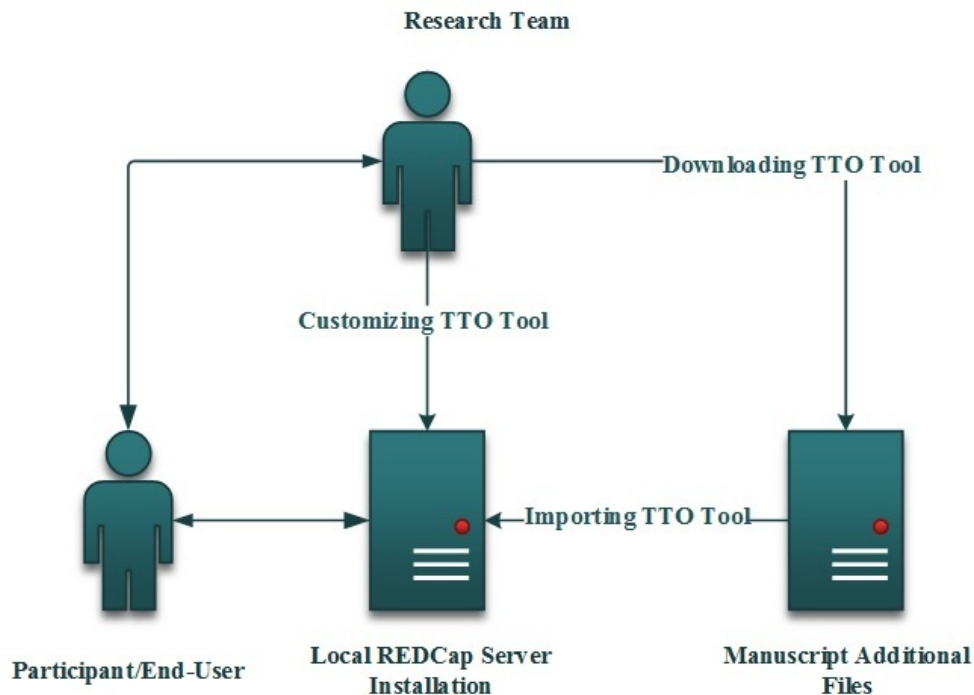 Research Team
Downloading TTO Tool
Customizing TTO Tool
Importing TTO Tool
Participant/End-User
Local REDCap Server
Installation
Manuscript Additional
Files